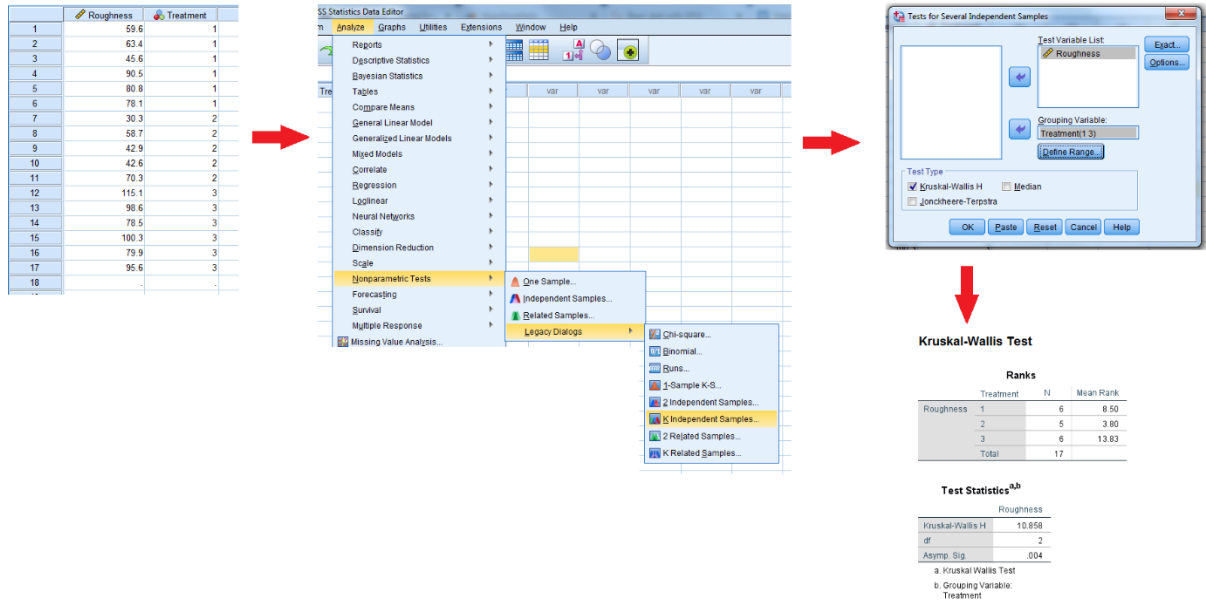 Roughness Treatment
1 59.6 1
2 63.4 1
3 45.6 1
4 90.5 1
5 80.8 1
6 78.1 1
7 30.3 2
8 58.7 2
9 42.9 2
10 42.6 2
11 70.3 2
12 115.1 3
13 98.6 3
14 78.5 3
15 100.3 3
16 79.9 3
17 95.6 3
18 . .
SS Statistics Data Editor
m Analyze Graphs Utilities Extensions Window Help
Tre var var var var var
Reports
Descriptive Statistics
Bayesian Statistics
Tables
Compare Means
General Linear Model
Generalized Linear Models
Mixed Models
Correlate
Regression
Loglinear
Neural Networks
Classify
Dimension Reduction
Scale
Nonparametric Tests
Forecasting
Survival
Multiple Response
Missing Value Analysis...
One Sample...
Independent Samples...
Related Samples...
Legacy Dialogs
Chi-square...
Binomial...
Runs...
1-Sample K-S...
2 Independent Samples...
K Independent Samples...
2 Related Samples...
K Related Samples...
Tests for Several Independent Samples
Test Variable List:
Roughness
Exact...
Options...
Grouping Variable:
Treatment(1 3)
Define Range...
Test Type
Kruskal-Wallis H Median
Jonckheere-Terpstra
OK Paste Reset Cancel Help
Kruskal-Wallis Test
Ranks
Treatment N Mean Rank
Roughness 1 6 8.50
2 5 3.80
3 6 13.83
Total 17
Test Statistics a,b
Roughness
Kruskal-Wallis H 10.858
df 2
Asymp. Sig. .004
a. Kruskal Wallis Test
b. Grouping Variable:
Treatment